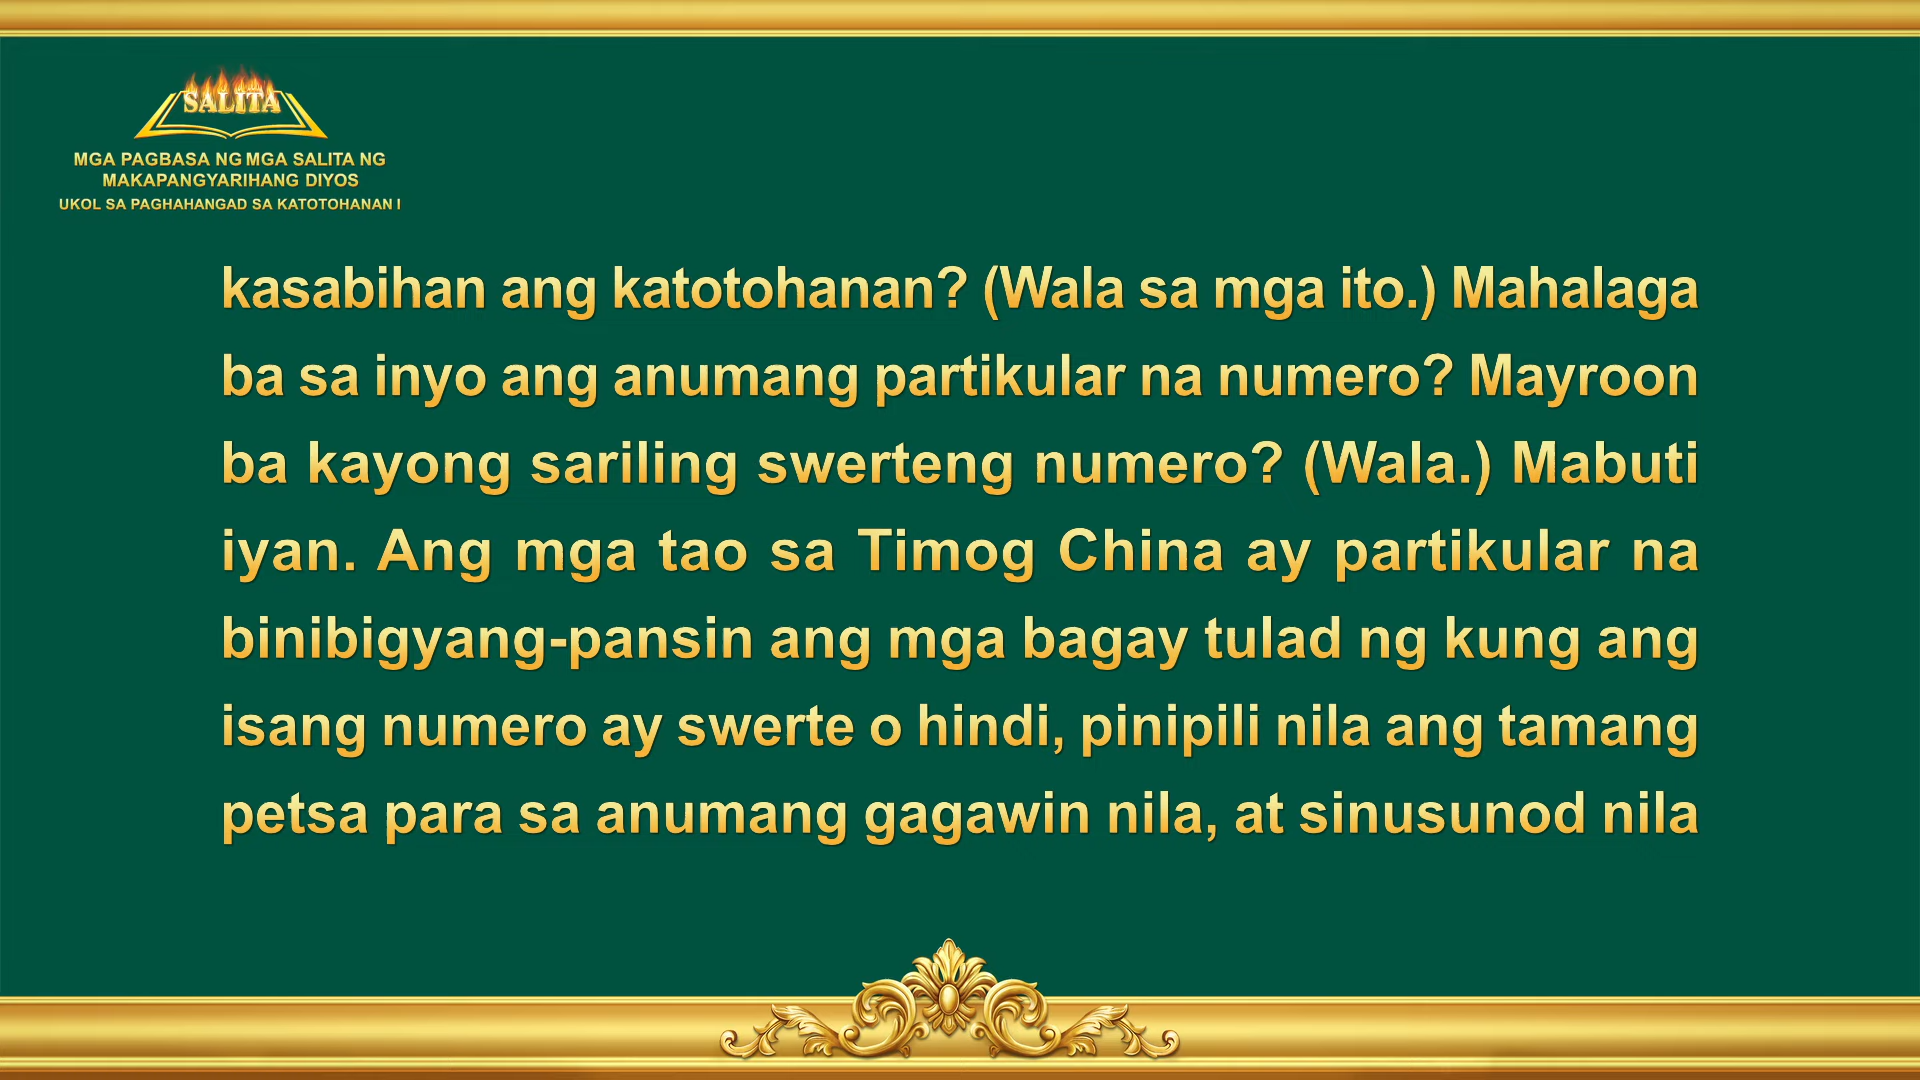 SALITA
MGA PAGBASA NG MGA SALITA NG
MAKAPANGYARIHANG DIYOS
UKOL SA PAGHAHANGAD SA KATOTOHANAN I
kasabihan ang katotohanan? (Wala sa mga ito.) Mahalaga
ba sa inyo ang anumang partikular na numero? Mayroon
ba kayong sariling swerteng numero? (Wala.) Mabuti
iyan. Ang mga tao sa Timog China ay partikular na
binibigyang-pansin ang mga bagay tulad ng kung ang
isang numero ay swerte o hindi, pinipili nila ang tamang
petsa para sa anumang gagawin nila, at sinusunod nila